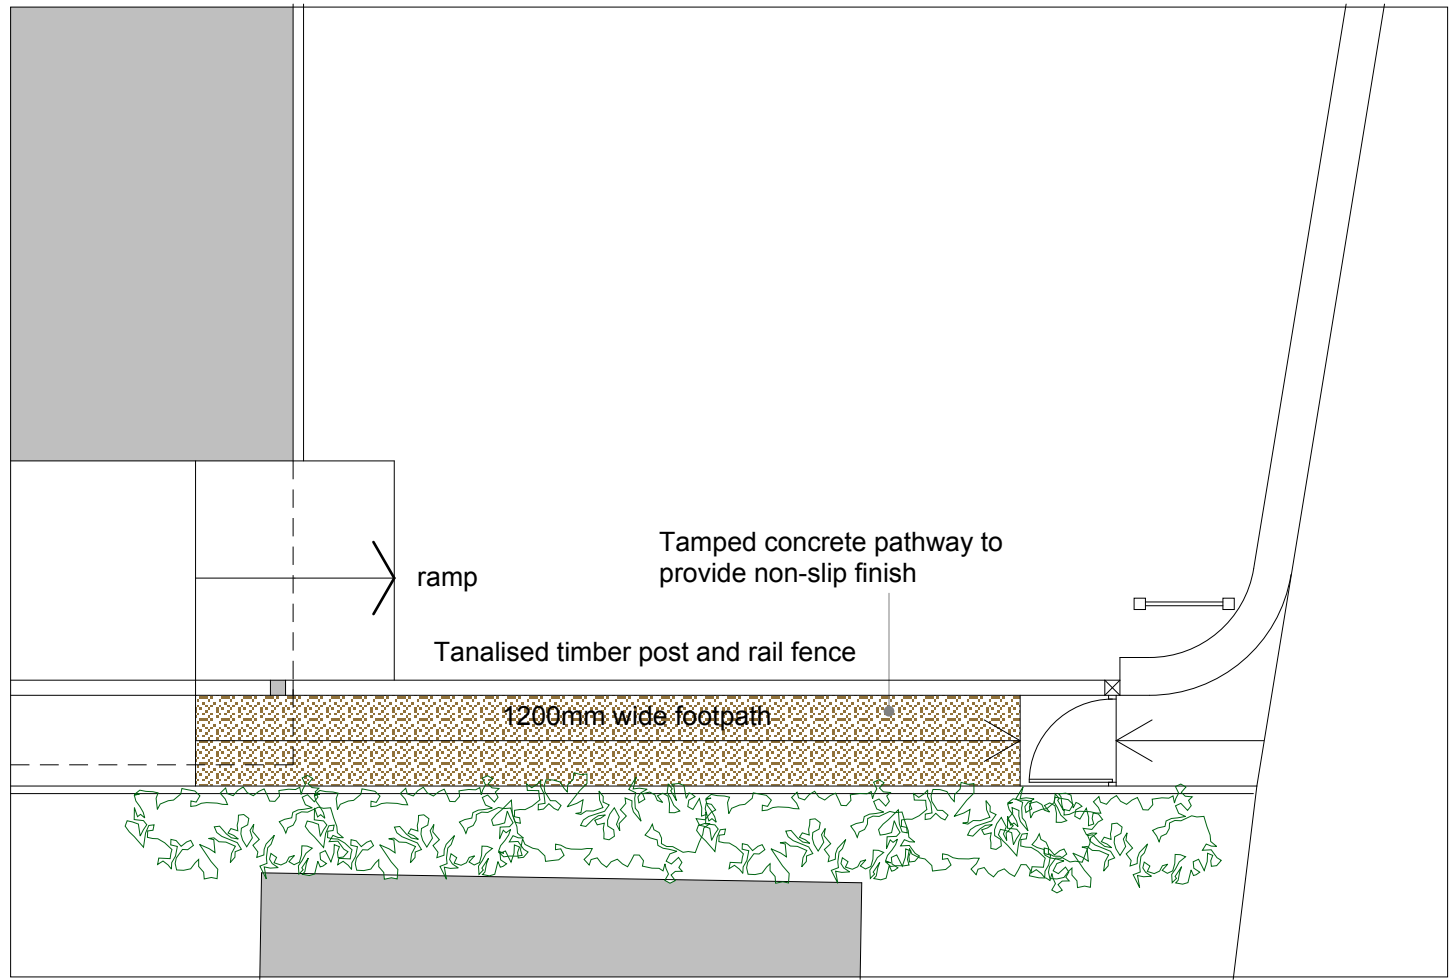 Tamped concrete pathway to
provide non-slip finish
ramp
Tanalised timber post and rail fence
1200mm wide footpath